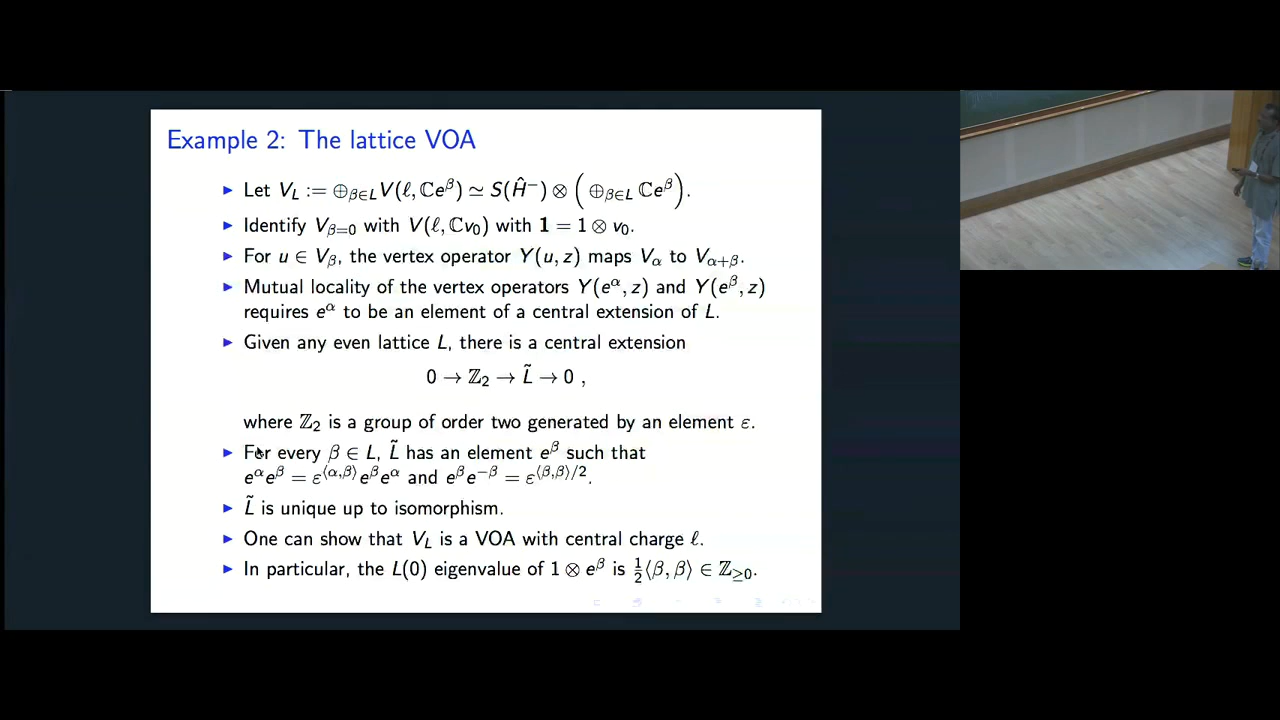 Example 2: The lattice VOA
▶ Let V_L := ⊕_{β∈L} V(ℓ, ℂe^β) ≃ S(Ĥ^−) ⊗ ( ⊕_{β∈L} ℂe^β ).
▶ Identify V_{β=0} with V(ℓ, ℂv_0) with 1 = 1 ⊗ v_0.
▶ For u ∈ V_β, the vertex operator Y(u, z) maps V_α to V_{α+β}.
▶ Mutual locality of the vertex operators Y(e^α, z) and Y(e^β, z)
requires e^α to be an element of a central extension of L.
▶ Given any even lattice L, there is a central extension
0 → ℤ_2 → L̃ → 0 ,
where ℤ_2 is a group of order two generated by an element ε.
▶ For every β ∈ L, L̃ has an element e^β such that
e^α e^β = ε^{⟨α,β⟩} e^β e^α and e^β e^{−β} = ε^{⟨β,β⟩/2}.
▶ L̃ is unique up to isomorphism.
▶ One can show that V_L is a VOA with central charge ℓ.
▶ In particular, the L(0) eigenvalue of 1 ⊗ e^β is ½⟨β, β⟩ ∈ ℤ_{≥0}.